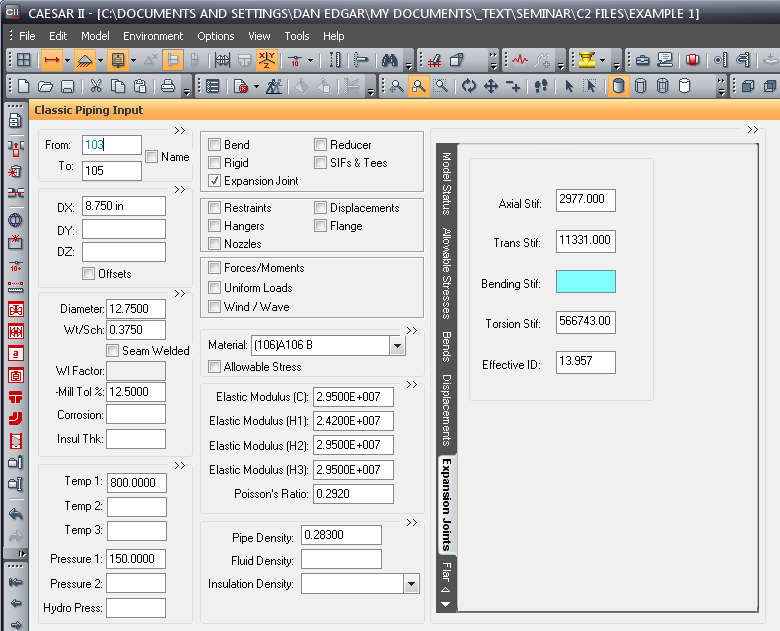 CII CAESAR II - [C:\DOCUMENTS AND SETTINGS\DAN EDGAR\MY DOCUMENTS\_TEXT\SEMINAR\C2 FILES\EXAMPLE 1]
File Edit Model Environment Options View Tools Help
Classic Piping Input
From: 103
To: 105
Name
DX: 8.750 in
DY:
DZ:
Offsets
Diameter: 12.7500
Wt/Sch: 0.3750
Seam Welded
WI Factor:
-Mill Tol %: 12.5000
Corrosion:
Insul Thk:
Temp 1: 800.0000
Temp 2:
Temp 3:
Pressure 1: 150.0000
Pressure 2:
Hydro Press:
Bend Reducer
Rigid SIFs & Tees
Expansion Joint
Restraints Displacements
Hangers Flange
Nozzles
Forces/Moments
Uniform Loads
Wind / Wave
Material: (106)A106 B
Allowable Stress
Elastic Modulus (C): 2.9500E+007
Elastic Modulus (H1): 2.4200E+007
Elastic Modulus (H2): 2.9500E+007
Elastic Modulus (H3): 2.9500E+007
Poisson's Ratio: 0.2920
Pipe Density: 0.28300
Fluid Density:
Insulation Density:
Model Status
Allowable Stresses
Bends
Displacements
Expansion Joints
Flar
Axial Stif: 2977.000
Trans Stif: 11331.000
Bending Stif:
Torsion Stif: 566743.00
Effective ID: 13.957